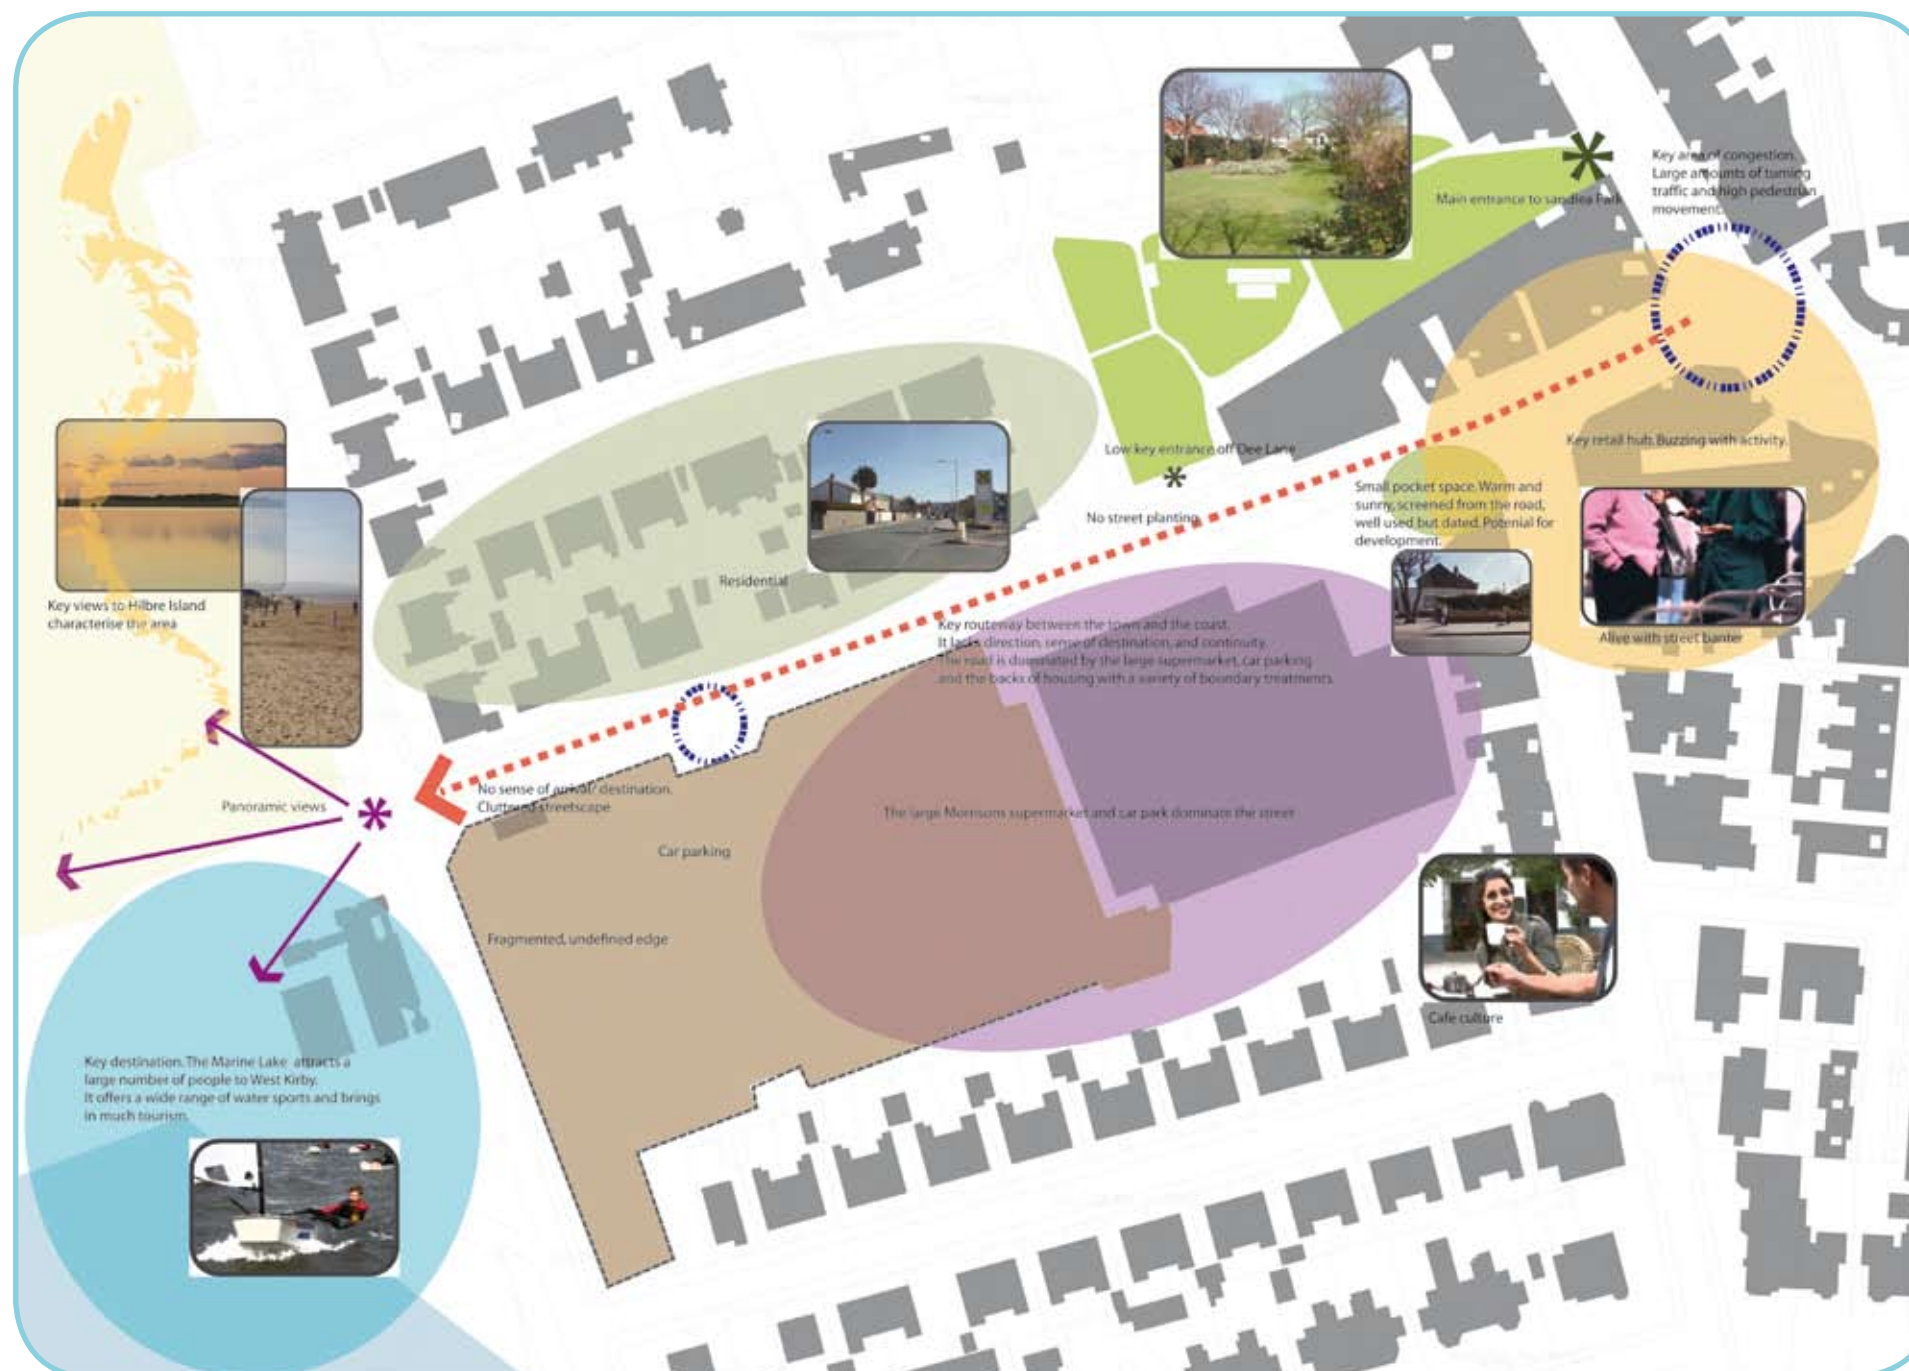 Key area of congestion.
Large amounts of turning
traffic and high pedestrian
movement.
Main entrance to sandlea Park
Key retail hub. Buzzing with activity.
Low key entrance off Dee Lane
Small pocket space. Warm and
sunny, screened from the road,
well used but dated. Potenial for
development.
No street planting
Residential
Key views to Hilbre Island
characterise the area
Key routeway between the town and the coast.
It lacks direction, sense of destination, and continuity.
The road is dominated by the large supermarket, car parking
and the backs of housing with a variety of boundary treatments.
Alive with street banter
No sense of arrival/ destination.
Cluttered streetscape
Panoramic views
The large Morrisons supermarket and car park dominate the street
Car parking
Fragmented, undefined edge
Cafe culture
Key destination. The Marine Lake attracts a
large number of people to West Kirby.
It offers a wide range of water sports and brings
in much tourism.